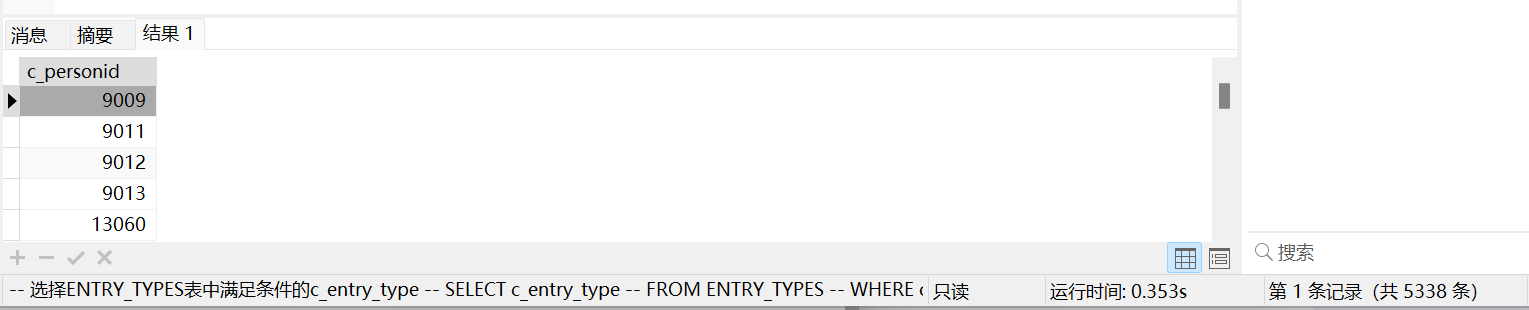 消息 摘要 结果 1
c_personid
9009
9011
9012
9013
13060
搜索
-- 选择ENTRY_TYPES表中满足条件的c_entry_type -- SELECT c_entry_type -- FROM ENTRY_TYPES -- WHERE c 只读 运行时间: 0.353s 第 1 条记录 (共 5338 条)